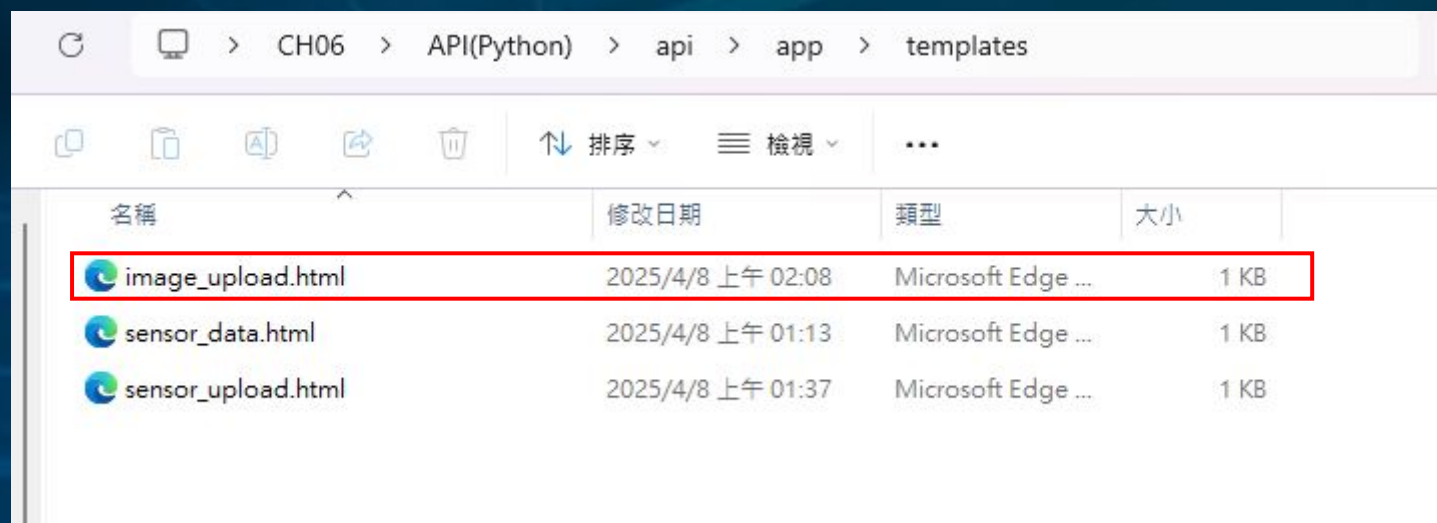 CH06 > API(Python) > api > app > templates
排序 檢視 ...
名稱 修改日期 類型 大小
image_upload.html 2025/4/8 上午 02:08 Microsoft Edge ... 1 KB
sensor_data.html 2025/4/8 上午 01:13 Microsoft Edge ... 1 KB
sensor_upload.html 2025/4/8 上午 01:37 Microsoft Edge ... 1 KB